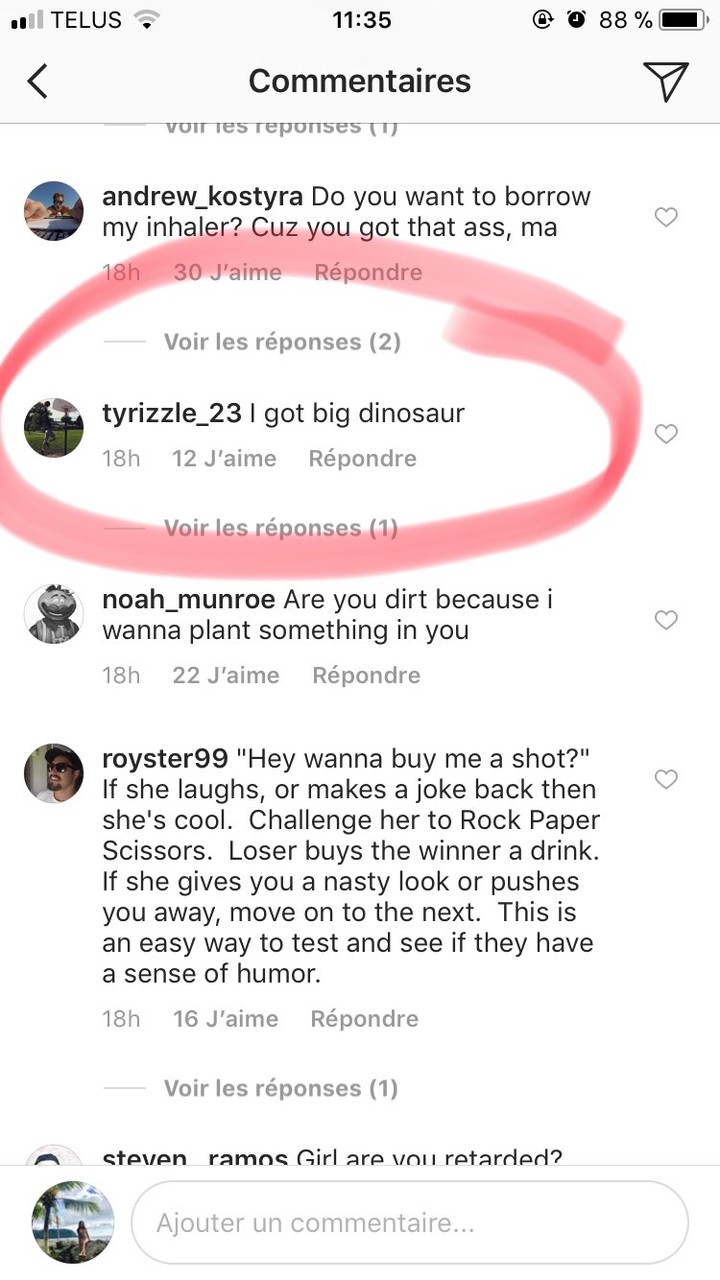 TELUS 11:35 88 %
Commentaires
Voir les réponses (1)
andrew_kostyra Do you want to borrow
my inhaler? Cuz you got that ass, ma
18h 30 J’aime Répondre
Voir les réponses (2)
tyrizzle_23 I got big dinosaur
18h 12 J’aime Répondre
Voir les réponses (1)
noah_munroe Are you dirt because i
wanna plant something in you
18h 22 J’aime Répondre
royster99 "Hey wanna buy me a shot?"
If she laughs, or makes a joke back then
she's cool.  Challenge her to Rock Paper
Scissors.  Loser buys the winner a drink.
If she gives you a nasty look or pushes
you away, move on to the next.  This is
an easy way to test and see if they have
a sense of humor.
18h 16 J’aime Répondre
Voir les réponses (1)
steven_ramos Girl are you retarded?
Ajouter un commentaire...